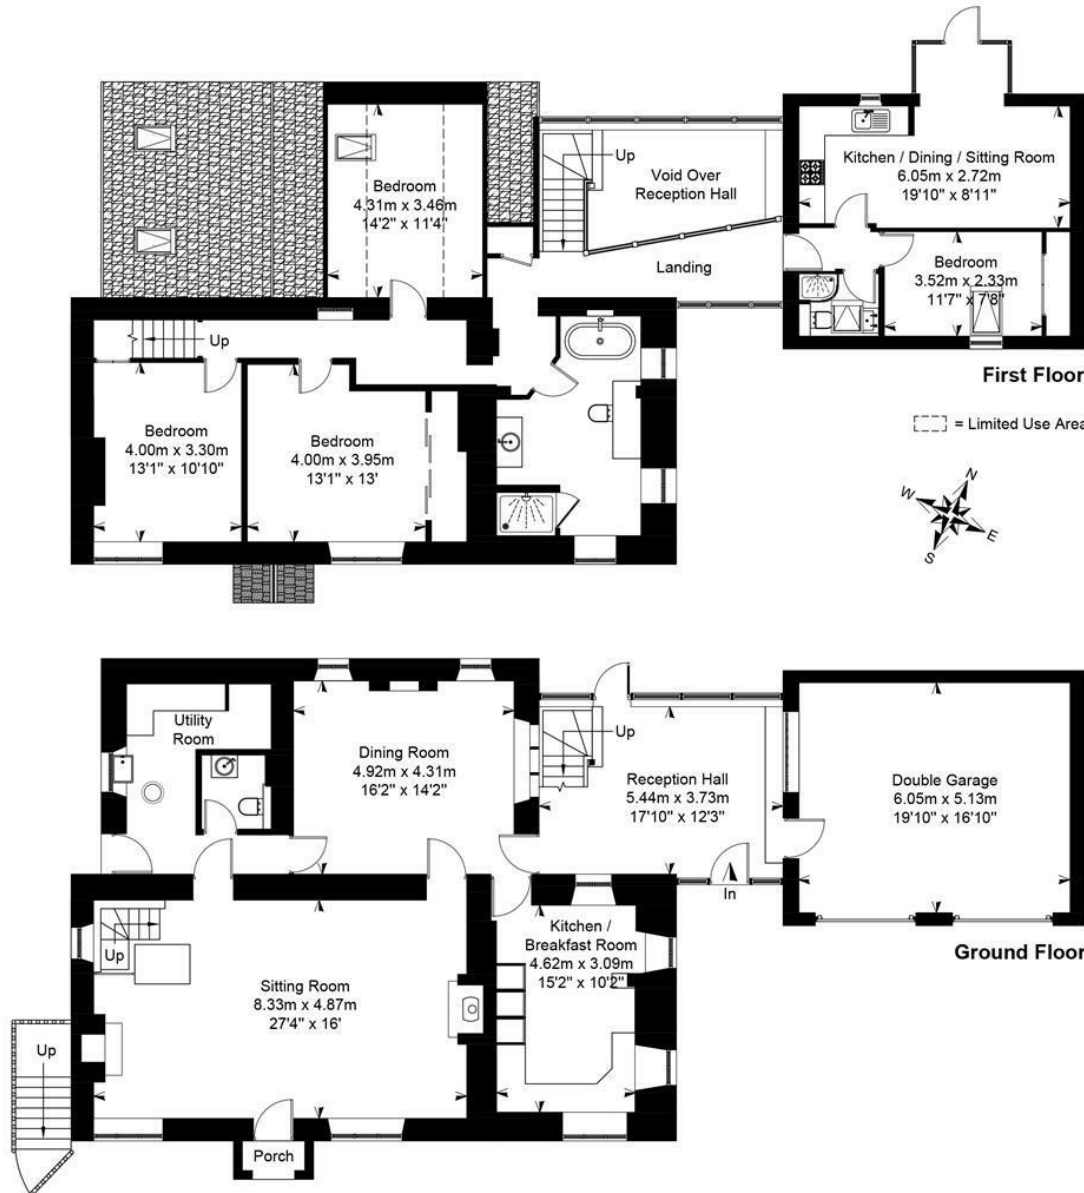 Kitchen / Dining / Sitting Room
6.05m x 2.72m
19'10" x 8'11"
Up
Void Over
Reception Hall
Bedroom
4.31m x 3.46m
14'2" x 11'4"
Landing
Bedroom
3.52m x 2.33m
11'7" x 7'8"
Up
First Floor
Bedroom
4.00m x 3.30m
13'1" x 10'10"
Bedroom
4.00m x 3.95m
13'1" x 13'
= Limited Use Area
N
W
E
S
Utility
Room
Dining Room
4.92m x 4.31m
16'2" x 14'2"
Up
Reception Hall
5.44m x 3.73m
17'10" x 12'3"
Double Garage
6.05m x 5.13m
19'10" x 16'10"
In
Ground Floor
Up
Kitchen /
Breakfast Room
4.62m x 3.09m
15'2" x 10'2"
Sitting Room
8.33m x 4.87m
27'4" x 16'
Up
Porch